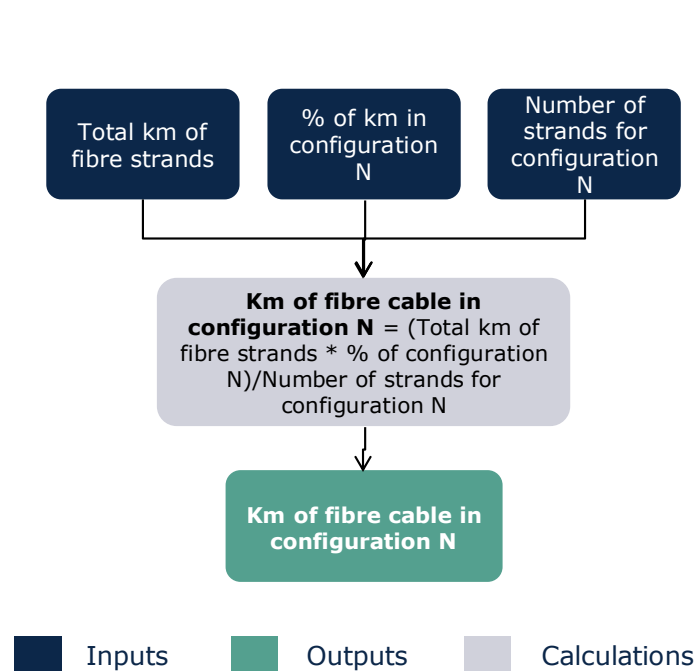 Total km of
fibre strands
% of km in
configuration
N
Number of
strands for
configuration
N
Km of fibre cable in
configuration N = (Total km of
fibre strands * % of configuration
N)/Number of strands for
configuration N
Km of fibre cable in
configuration N
Inputs
Outputs
Calculations